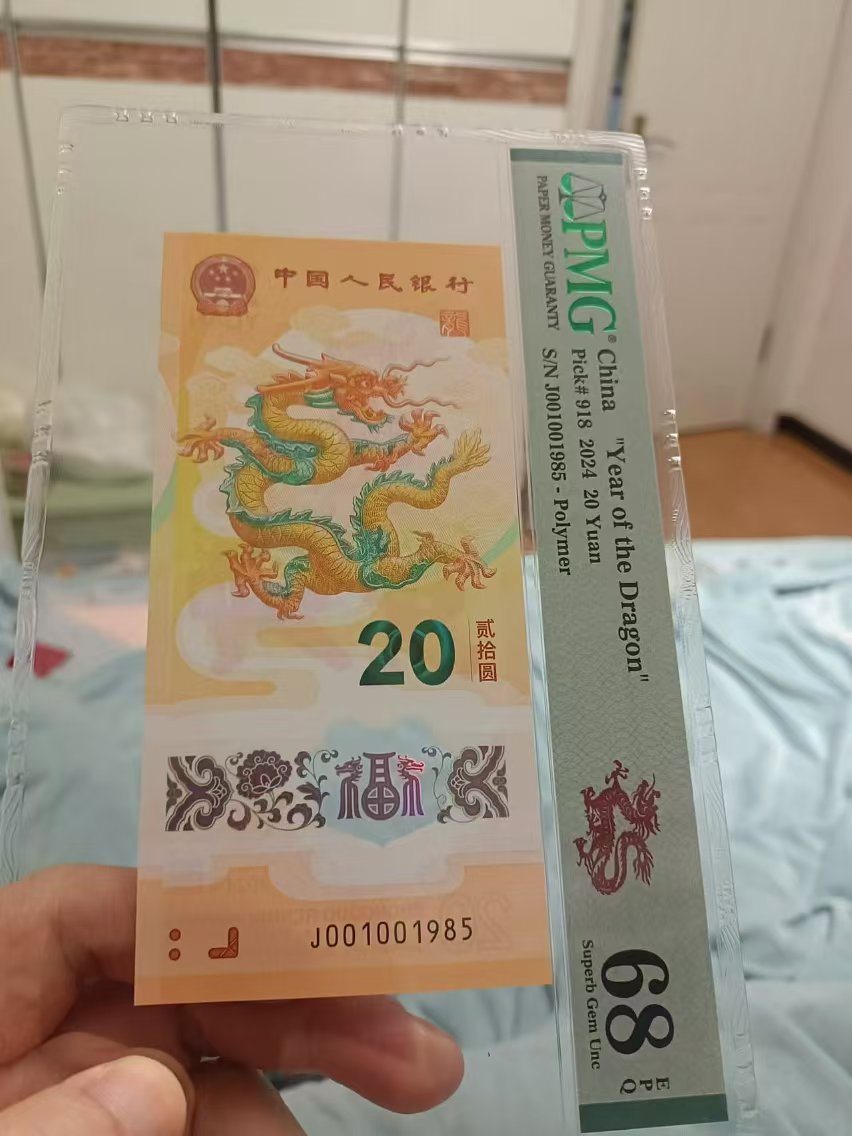 中国人民银行
龍
20
贰拾圆
福
J001001985
PMG®
PAPER MONEY GUARANTY
China "Year of the Dragon"
Pick# 918 2024 20 Yuan
S/N J001001985 - Polymer
68
EPQ
Superb Gem Unc